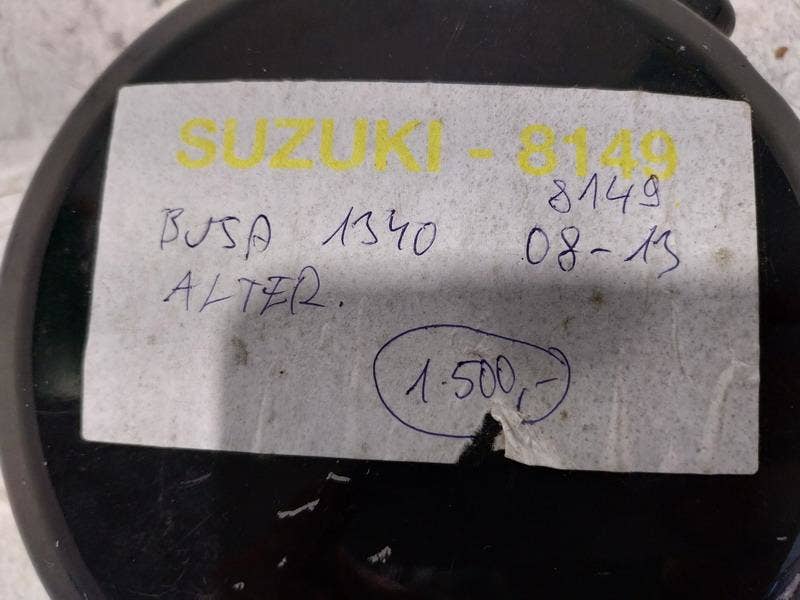 SUZUKI - 8149
8149
BUSA 1340 08-13
ALTER.
1.500,-